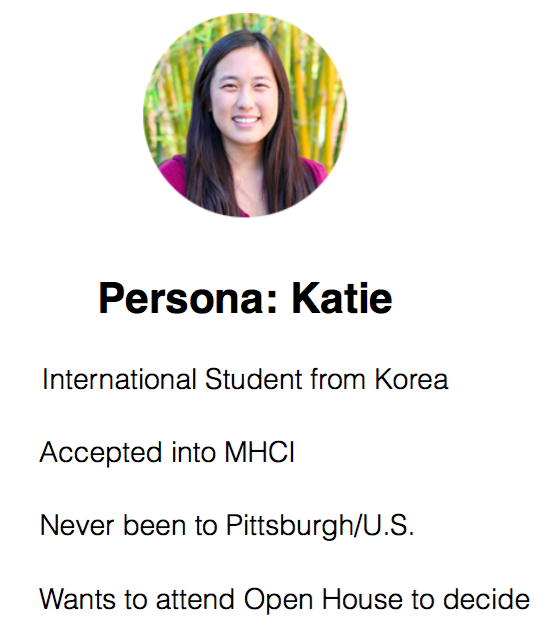 Persona: Katie
International Student from Korea
Accepted into MHCI
Never been to Pittsburgh/U.S.
Wants to attend Open House to decide